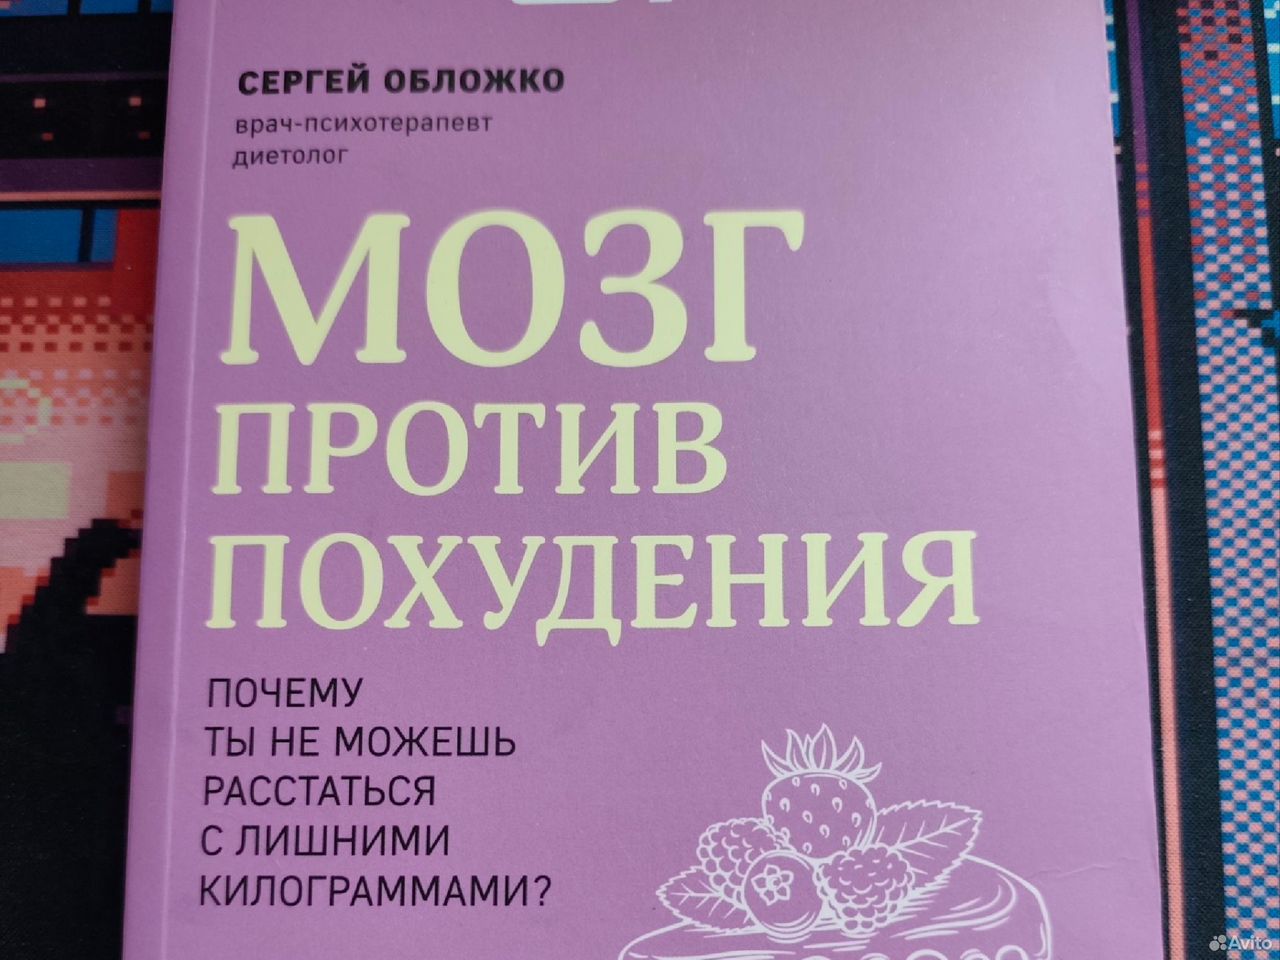 СЕРГЕЙ ОБЛОЖКО
врач-психотерапевт
диетолог
МОЗГ
ПРОТИВ
ПОХУДЕНИЯ
ПОЧЕМУ
ТЫ НЕ МОЖЕШЬ
РАССТАТЬСЯ
С ЛИШНИМИ
КИЛОГРАММАМИ?
Avito